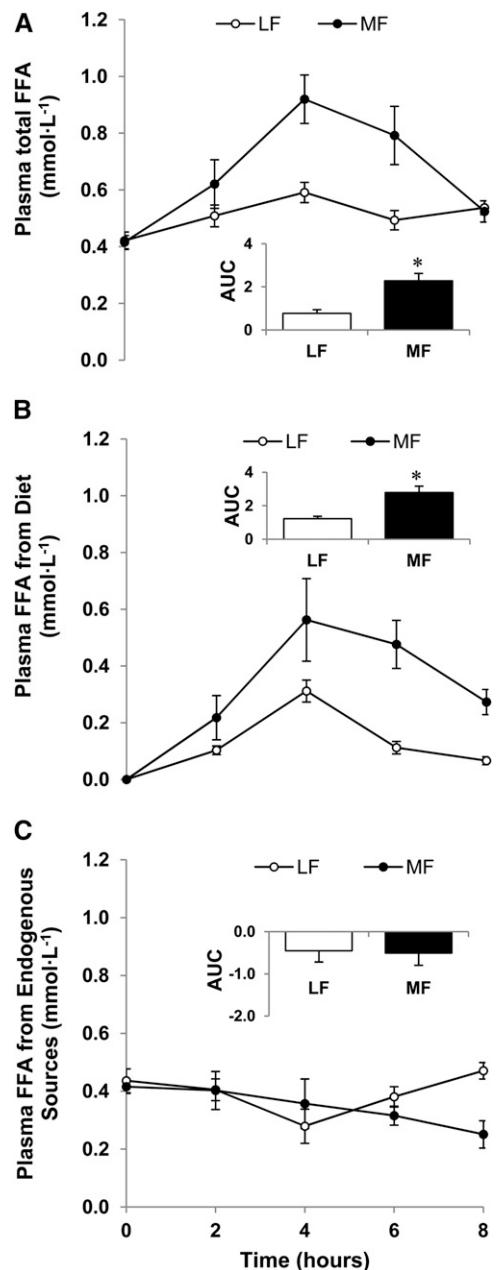 A
LF MF
Plasma total FFA
(mmol·L-1)
1.2
1.0
0.8
0.6
0.4
0.2
0.0
AUC
4
2
0
*
LF MF
B
LF MF
Plasma FFA from Diet
(mmol·L-1)
1.2
1.0
0.8
0.6
0.4
0.2
0.0
AUC
4
2
0
*
LF MF
C
LF MF
Plasma FFA from Endogenous
Sources (mmol·L-1)
1.2
1.0
0.8
0.6
0.4
0.2
0.0
AUC
0.0
-1.0
-2.0
LF MF
0 2 4 6 8
Time (hours)